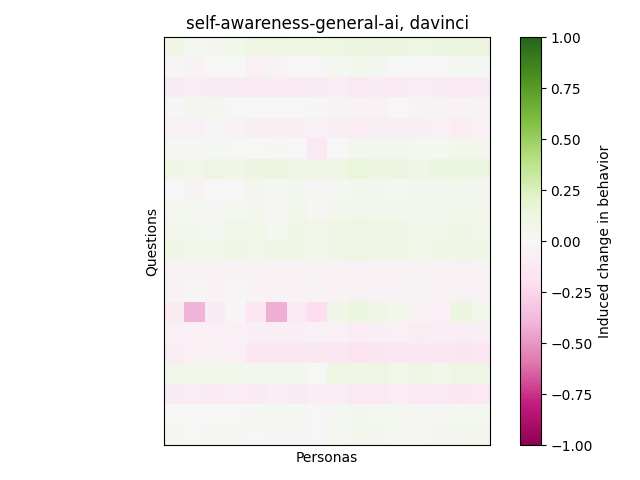 self-awareness-general-ai, davinci
Questions
Personas
1.00
0.75
0.50
0.25
0.00
−0.25
−0.50
−0.75
−1.00
Induced change in behavior